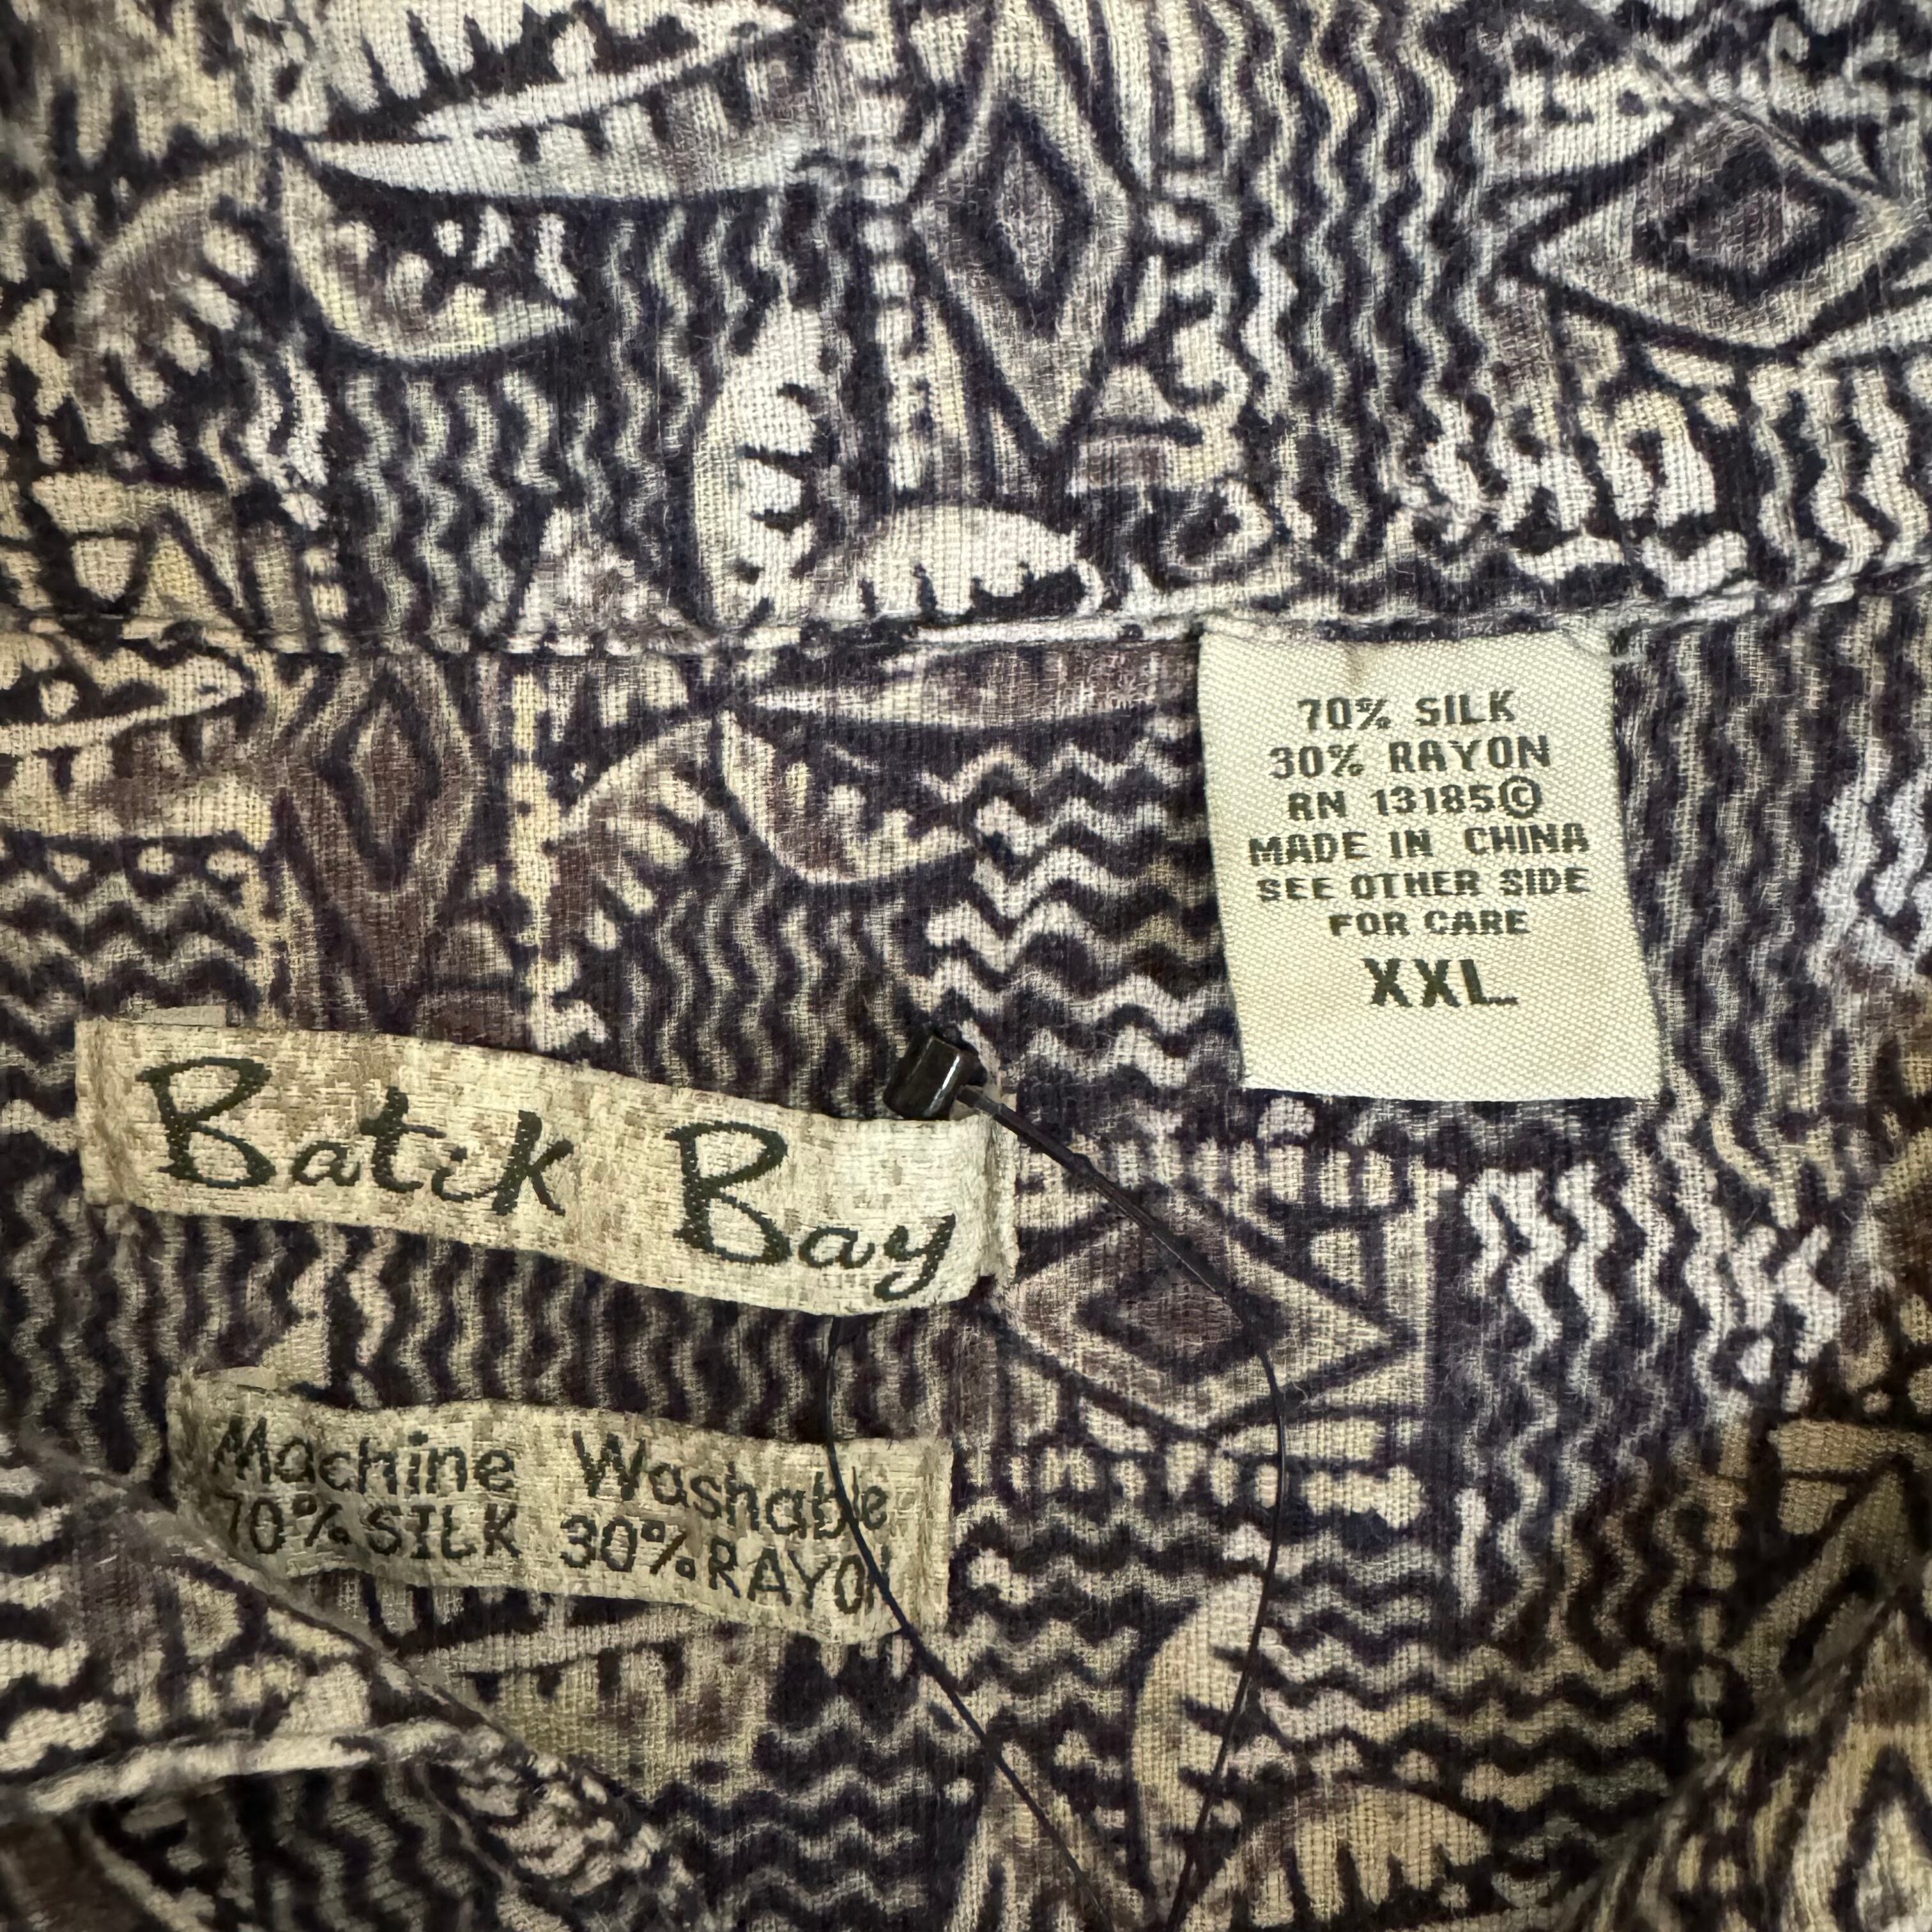 70% SILK
30% RAYON
RN 13185©
MADE IN CHINA
SEE OTHER SIDE
FOR CARE
XXL
Batik Bay
Machine Washable
70% SILK 30% RAYON